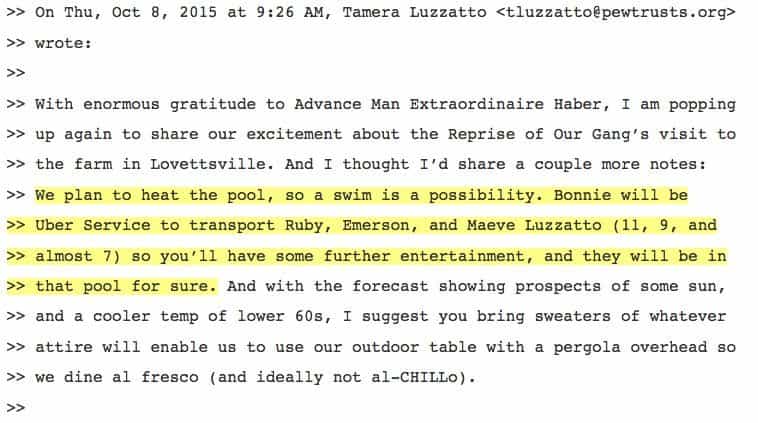 >> On Thu, Oct 8, 2015 at 9:26 AM, Tamera Luzzatto <tluzzatto@pewtrusts.org>
>> wrote:
>>
>> With enormous gratitude to Advance Man Extraordinaire Haber, I am popping
>> up again to share our excitement about the Reprise of Our Gang's visit to
>> the farm in Lovettsville. And I thought I'd share a couple more notes:
>> We plan to heat the pool, so a swim is a possibility. Bonnie will be
>> Uber Service to transport Ruby, Emerson, and Maeve Luzzatto (11, 9, and
>> almost 7) so you'll have some further entertainment, and they will be in
>> that pool for sure. And with the forecast showing prospects of some sun,
>> and a cooler temp of lower 60s, I suggest you bring sweaters of whatever
>> attire will enable us to use our outdoor table with a pergola overhead so
>> we dine al fresco (and ideally not al-CHILLo).
>>